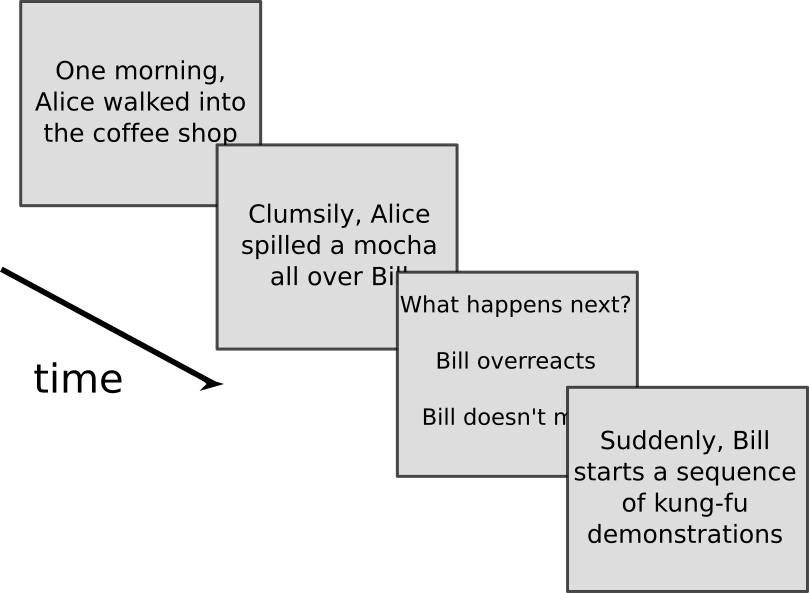 One morning,
Alice walked into
the coffee shop
Clumsily, Alice
spilled a mocha
all over Bill
What happens next?
Bill overreacts
Bill doesn't
Suddenly, Bill
starts a sequence
of kung-fu
demonstrations
time